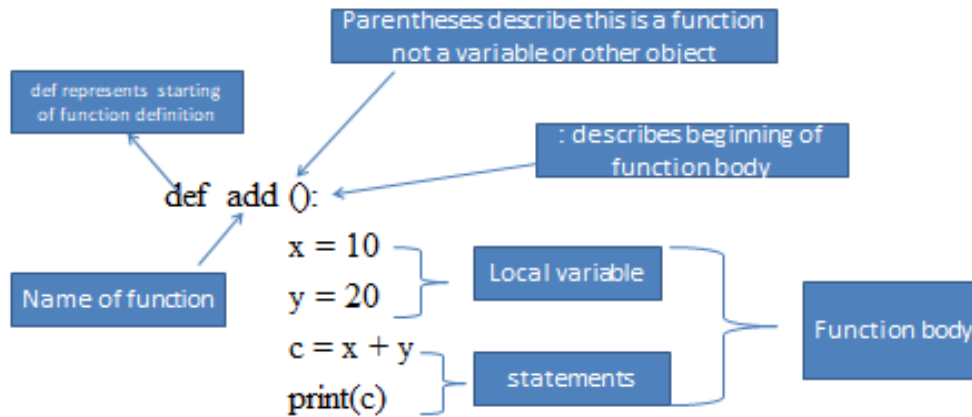 Parentheses describe this is a function
not a variable or other object
def represents starting
of function definition
: describes beginning of
function body
def add ():
x = 10
y = 20
c = x + y
print(c)
Name of function
Local variable
statements
Function body